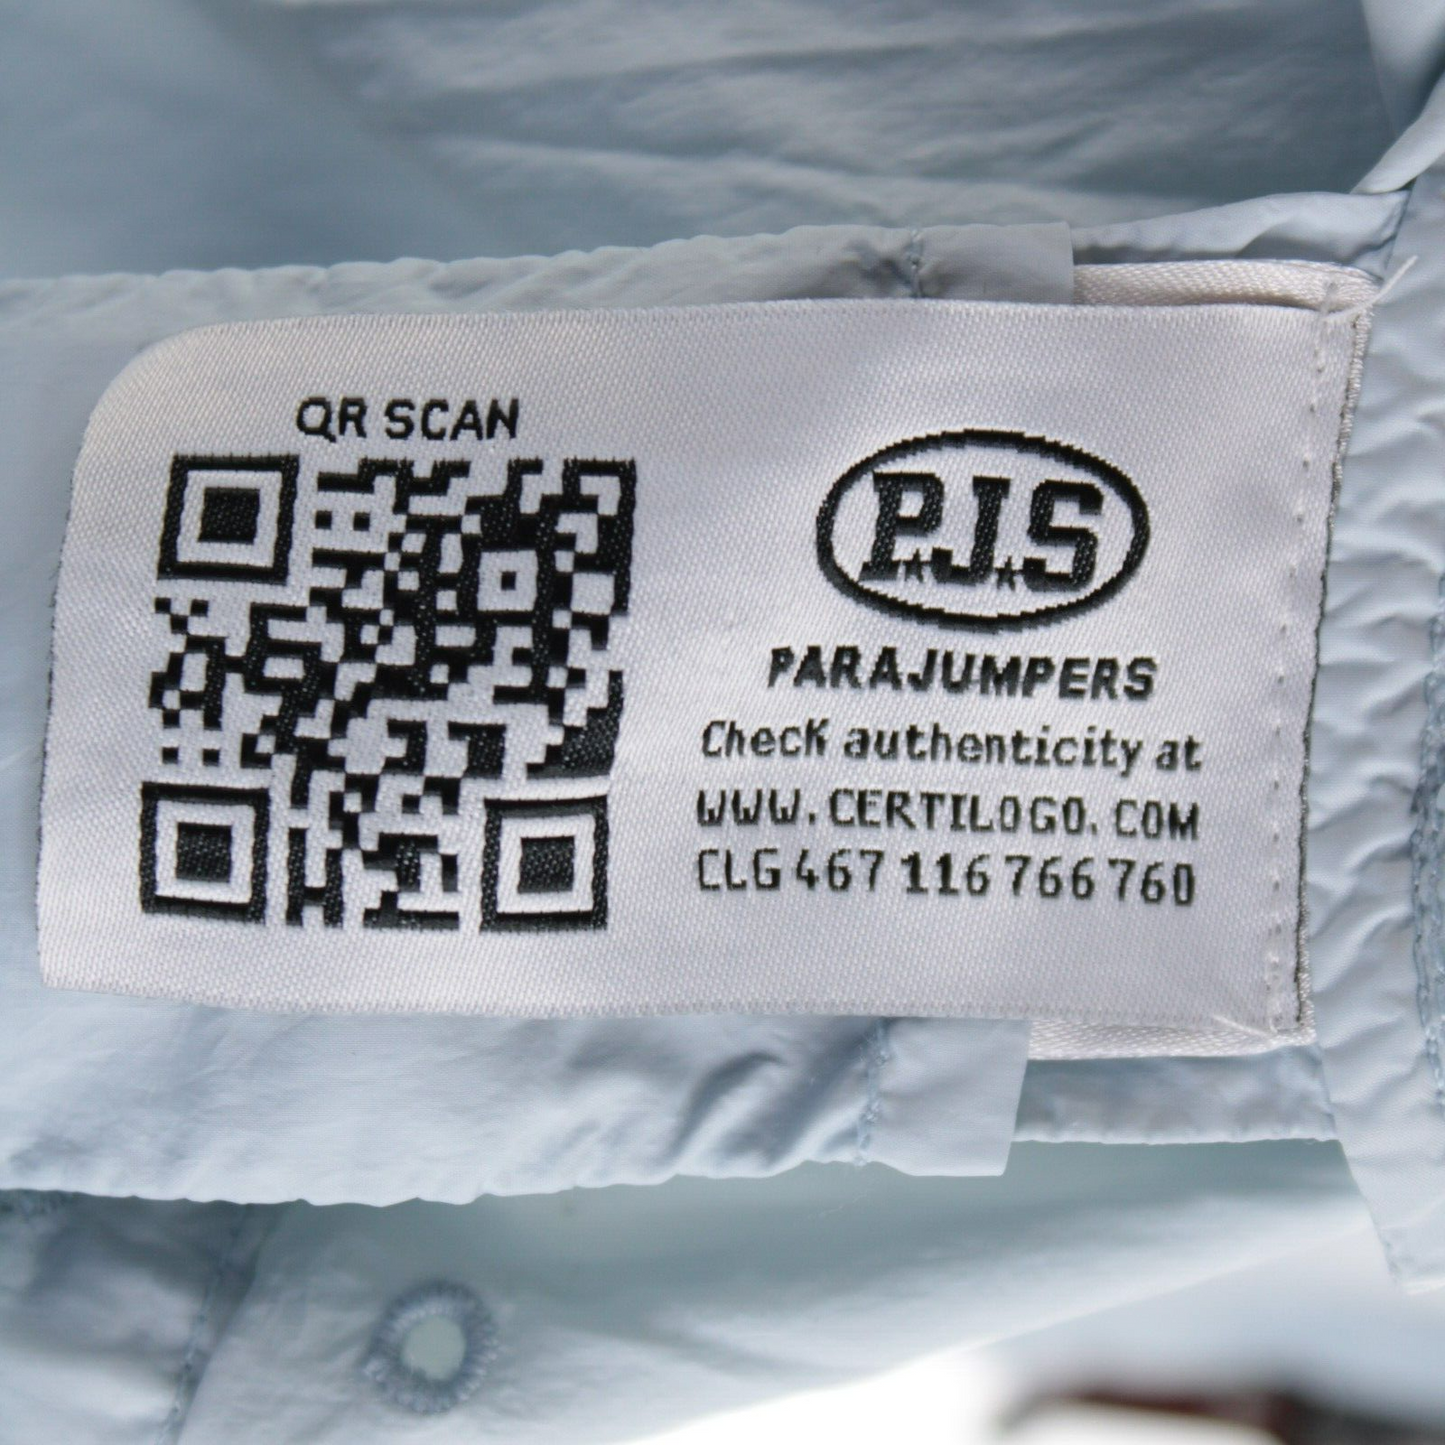 QR SCAN
P.J.S
PARAJUMPERS
Check authenticity at
WWW.CERTILOGO.COM
CLG 467 116 766 760